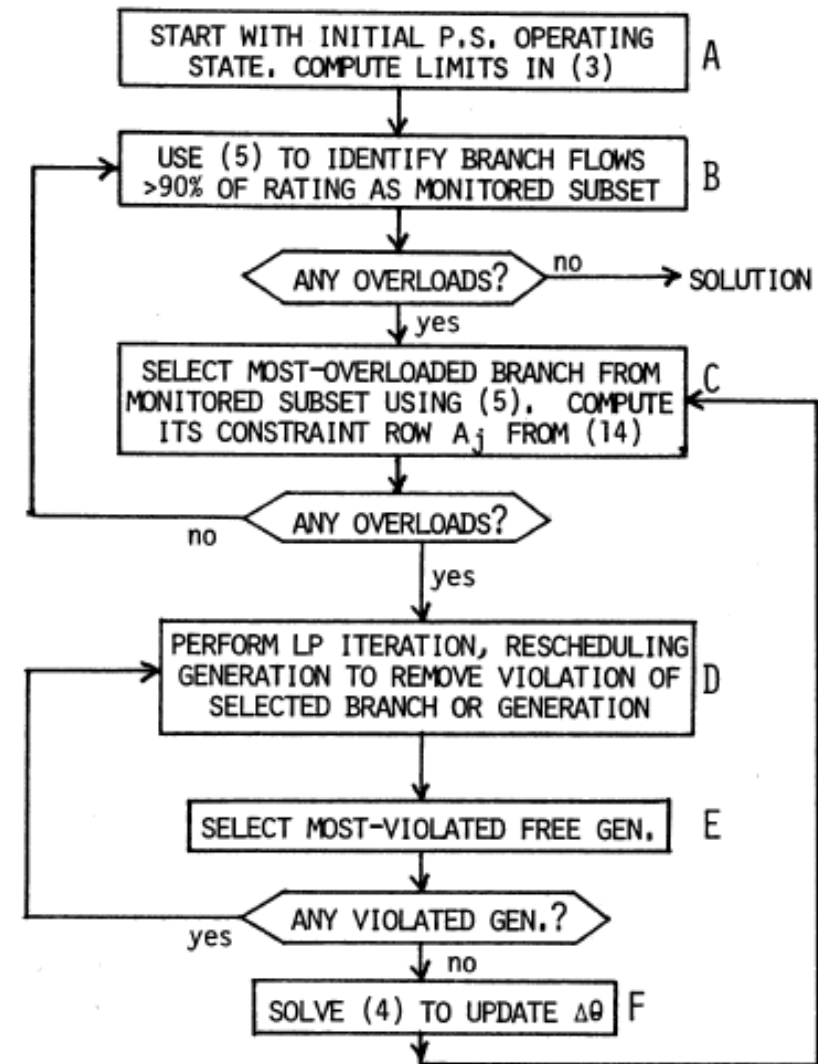 START WITH INITIAL P.S. OPERATING
STATE. COMPUTE LIMITS IN (3)
A
USE (5) TO IDENTIFY BRANCH FLOWS
>90% OF RATING AS MONITORED SUBSET
B
ANY OVERLOADS?
no
SOLUTION
yes
SELECT MOST-OVERLOADED BRANCH FROM
MONITORED SUBSET USING (5). COMPUTE
ITS CONSTRAINT ROW Aj FROM (14)
C
ANY OVERLOADS?
no
yes
PERFORM LP ITERATION, RESCHEDULING
GENERATION TO REMOVE VIOLATION OF
SELECTED BRANCH OR GENERATION
D
SELECT MOST-VIOLATED FREE GEN.
E
ANY VIOLATED GEN.?
yes
no
SOLVE (4) TO UPDATE Δθ
F